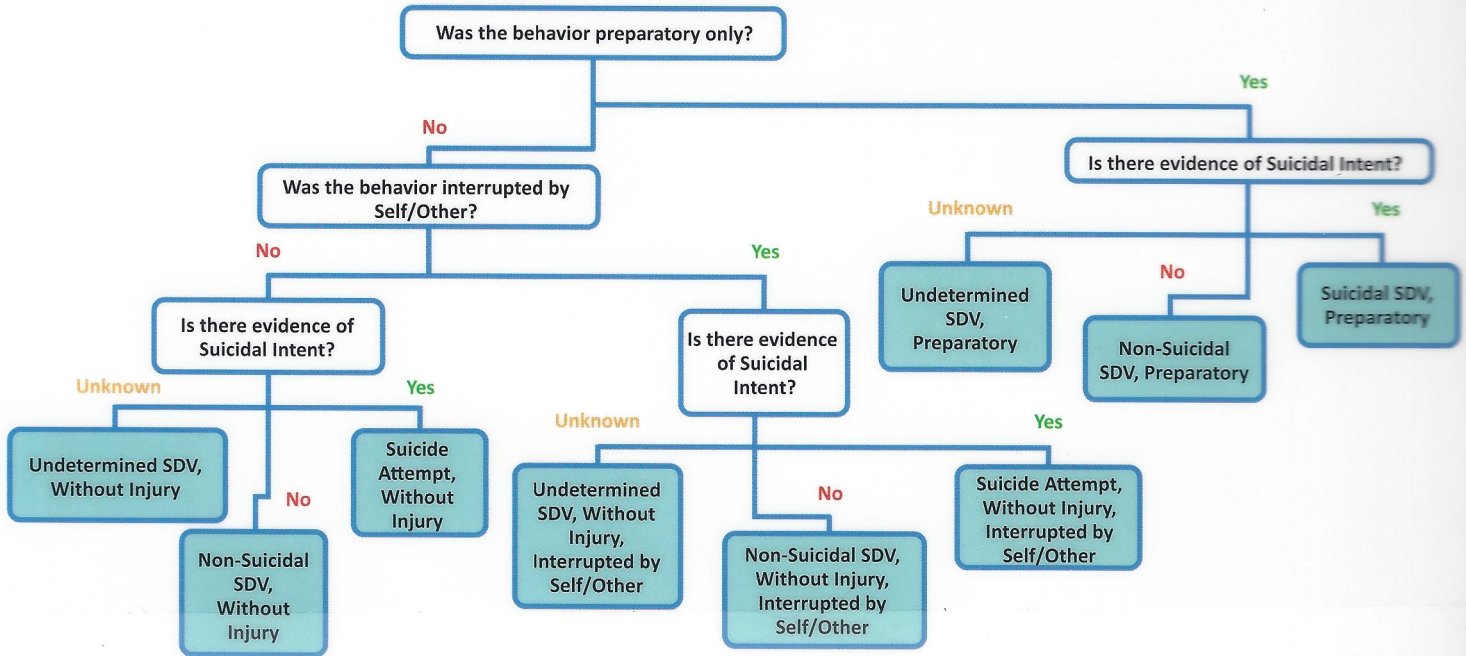 Was the behavior preparatory only?
Yes
No
Is there evidence of Suicidal Intent?
Was the behavior interrupted by
Self/Other?
Unknown
Yes
No
Undetermined
SDV,
Preparatory
Non-Suicidal
SDV, Preparatory
Suicidal SDV,
Preparatory
No
Yes
Is there evidence of
Suicidal Intent?
Is there evidence
of Suicidal
Intent?
Unknown
Yes
No
Undetermined SDV,
Without Injury
Non-Suicidal
SDV,
Without
Injury
Suicide
Attempt,
Without
Injury
Unknown
Yes
No
Undetermined
SDV, Without
Injury,
Interrupted by
Self/Other
Non-Suicidal SDV,
Without Injury,
Interrupted by
Self/Other
Suicide Attempt,
Without Injury,
Interrupted by
Self/Other